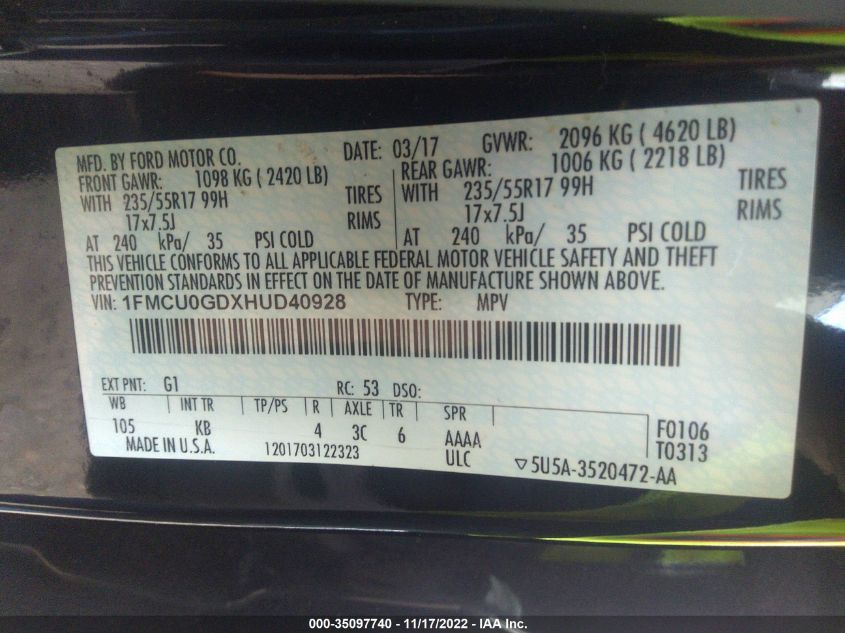 MFD. BY FORD MOTOR CO. DATE: 03/17 GVWR: 2096 KG ( 4620 LB)
FRONT GAWR: 1098 KG ( 2420 LB) REAR GAWR: 1006 KG ( 2218 LB)
WITH 235/55R17 99H TIRES WITH 235/55R17 99H TIRES
17x7.5J RIMS 17x7.5J RIMS
AT 240 kPa/ 35 PSI COLD AT 240 kPa/ 35 PSI COLD
THIS VEHICLE CONFORMS TO ALL APPLICABLE FEDERAL MOTOR VEHICLE SAFETY AND THEFT
PREVENTION STANDARDS IN EFFECT ON THE DATE OF MANUFACTURE SHOWN ABOVE.
VIN: 1FMCU0GDXHUD40928 TYPE: MPV
EXT PNT: G1 RC: 53 DSO:
WB INT TR TP/PS R AXLE TR SPR
105 KB 4 3C 6 AAAA F0106
MADE IN U.S.A. 1201703122323 ULC ▽5U5A-3520472-AA T0313
000-35097740 - 11/17/2022 - IAA Inc.